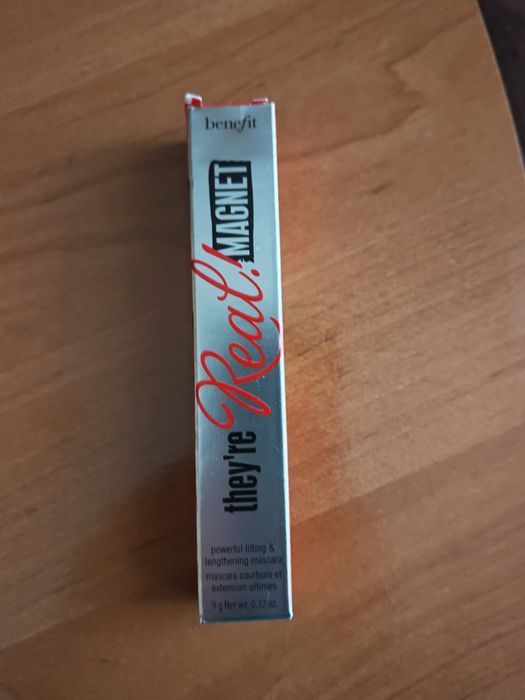 benefit
they're Real! MAGNET
powerful lifting &
lengthening mascara
mascara courbure et
extension ultimes
9 g Net wt. 0.32 oz.